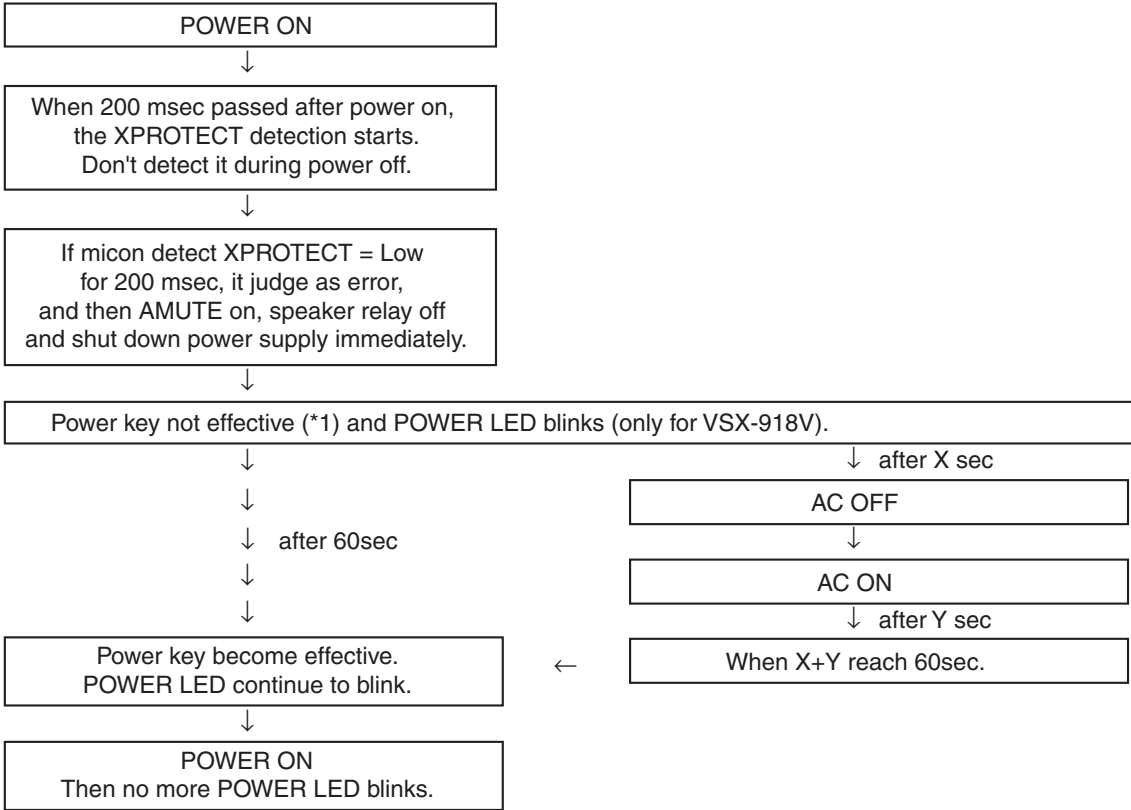 POWER ON
↓
When 200 msec passed after power on,
the XPROTECT detection starts.
Don't detect it during power off.
↓
If micon detect XPROTECT = Low
for 200 msec, it judge as error,
and then AMUTE on, speaker relay off
and shut down power supply immediately.
↓
Power key not effective (*1) and POWER LED blinks (only for VSX-918V).
↓
↓
↓ after 60sec
↓
↓
↓ after X sec
AC OFF
↓
AC ON
↓ after Y sec
When X+Y reach 60sec.
←
Power key become effective.
POWER LED continue to blink.
↓
POWER ON
Then no more POWER LED blinks.